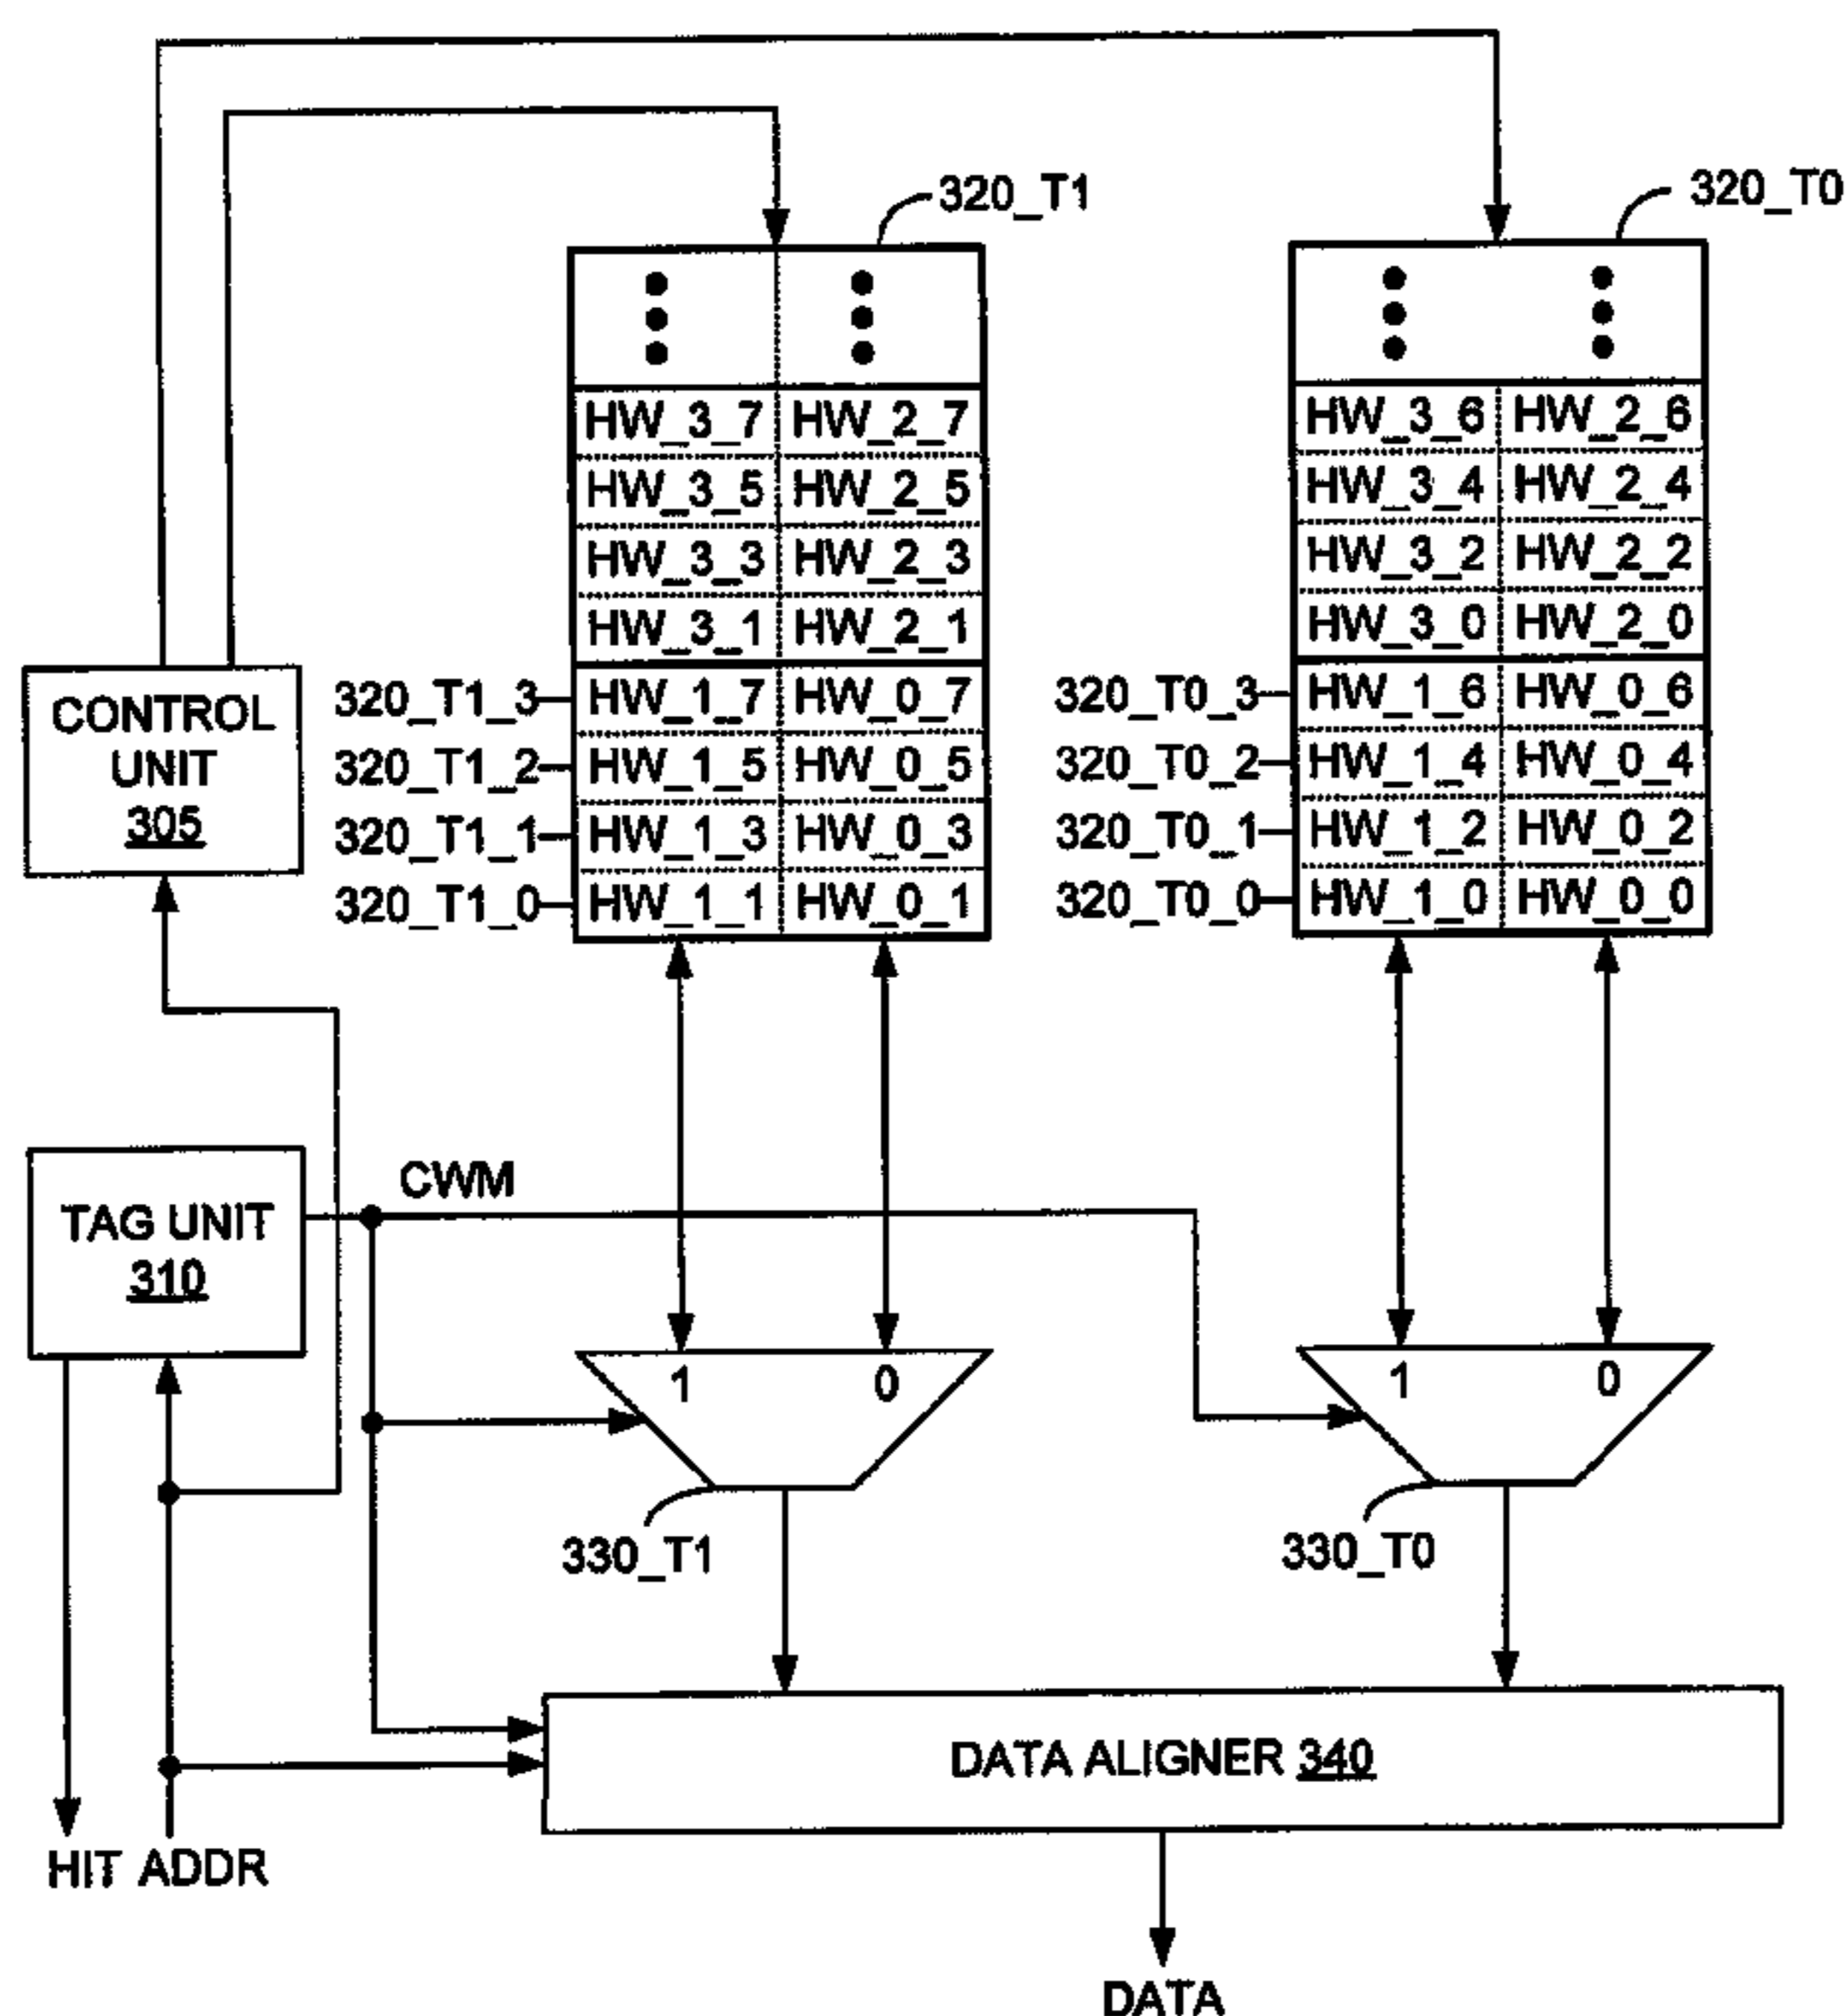 320_T1
320_T0
HW_3_7 HW_2_7
HW_3_5 HW_2_5
HW_3_3 HW_2_3
HW_3_1 HW_2_1
HW_3_6 HW_2_6
HW_3_4 HW_2_4
HW_3_2 HW_2_2
HW_3_0 HW_2_0
CONTROL
UNIT
305
320_T1_3 HW_1_7 HW_0_7
320_T1_2 HW_1_5 HW_0_5
320_T1_1 HW_1_3 HW_0_3
320_T1_0 HW_1_1 HW_0_1
320_T0_3 HW_1_6 HW_0_6
320_T0_2 HW_1_4 HW_0_4
320_T0_1 HW_1_2 HW_0_2
320_T0_0 HW_1_0 HW_0_0
TAG UNIT
310
CWM
1 0
1 0
330_T1
330_T0
DATA ALIGNER 340
HIT ADDR
DATA